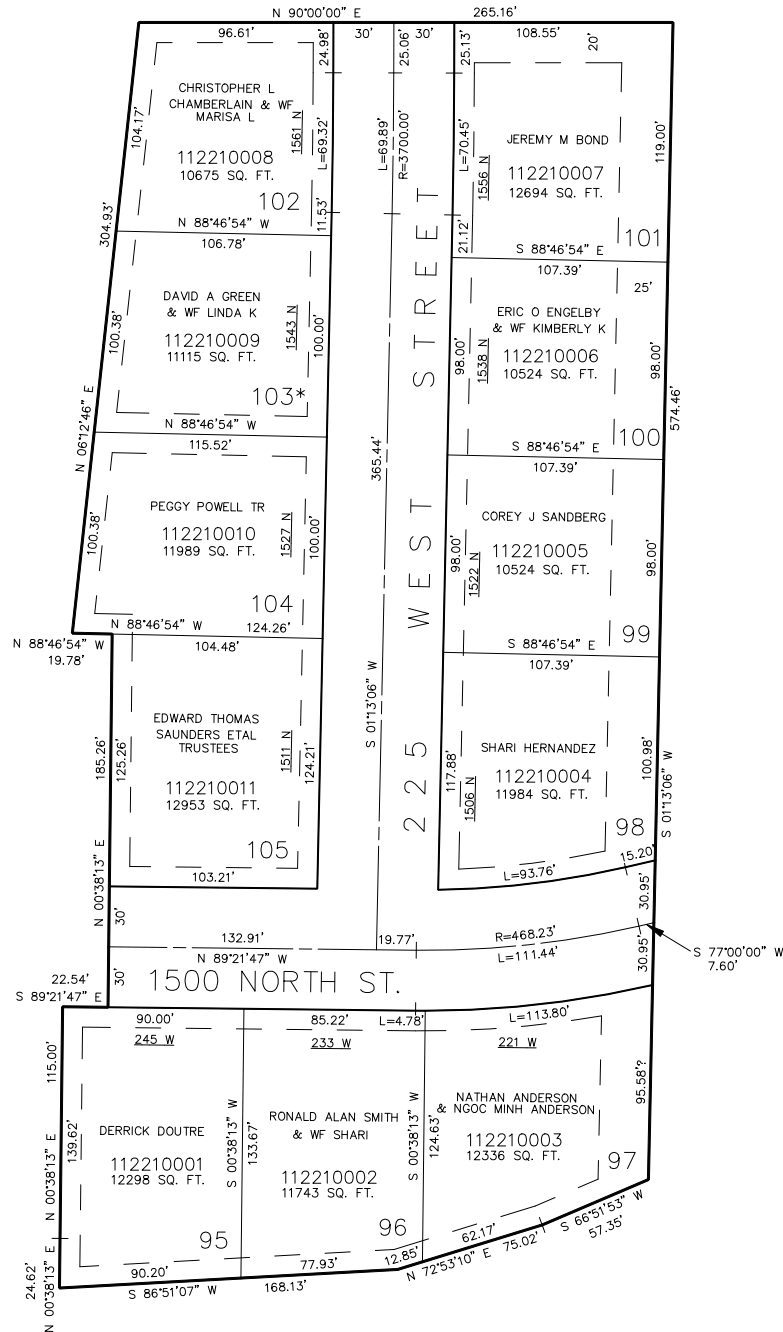 N 90°00'00" E
265.16'
96.61'
24.98'
30'
25.06'
30'
25.13'
108.55'
20'
CHRISTOPHER L
CHAMBERLAIN & WF
MARISA L
112210008
10675 SQ. FT.
1561 N
102
104.17'
L=69.32'
11.53'
N 88°46'54" W
106.78'
304.93'
L=69.89'
R=3700.00'
L=70.45'
1556 N
JEREMY M BOND
112210007
12694 SQ. FT.
101
119.00'
21.12'
S 88°46'54" E
107.39'
25'
DAVID A GREEN
& WF LINDA K
112210009
11115 SQ. FT.
1543 N
100.00'
103*
100.38'
N 88°46'54" W
115.52'
N 06°12'46" E
ERIC O ENGELBY
& WF KIMBERLY K
112210006
10524 SQ. FT.
1538 N
98.00'
100
98.00'
574.46'
S 88°46'54" E
107.39'
365.44'
225 WEST STREET
PEGGY POWELL TR
112210010
11989 SQ. FT.
1527 N
100.00'
104
100.38'
N 88°46'54" W
124.26'
104.48'
N 88°46'54" W
19.78'
COREY J SANDBERG
112210005
10524 SQ. FT.
1522 N
98.00'
99
98.00'
S 88°46'54" E
107.39'
S 01°13'06" W
EDWARD THOMAS
SAUNDERS ETAL
TRUSTEES
112210011
12953 SQ. FT.
1511 N
124.21'
105
185.26'
125.26'
103.21'
N 00°38'13" E
SHARI HERNANDEZ
112210004
11984 SQ. FT.
1506 N
117.88'
98
100.98'
S 01°13'06" W
15.20'
L=93.76'
30'
30'
30.95'
30.95'
132.91'
19.77'
R=468.23'
L=111.44'
N 89°21'47" W
S 77°00'00" W
7.60'
1500 NORTH ST.
22.54'
S 89°21'47" E
90.00'
85.22'
L=4.78'
L=113.80'
245 W
233 W
221 W
115.00'
139.62'
N 00°38'13" E
DERRICK DOUTRE
112210001
12298 SQ. FT.
95
S 00°38'13" W
133.67'
RONALD ALAN SMITH
& WF SHARI
112210002
11743 SQ. FT.
96
S 00°38'13" W
124.63'
NATHAN ANDERSON
& NGOC MINH ANDERSON
112210003
12336 SQ. FT.
97
95.58'?
24.62'
N 00°38'13" E
90.20'
77.93'
12.85'
62.17'
S 86°51'07" W
168.13'
N 72°53'10" E
75.02'
S 66°51'53" W
57.35'